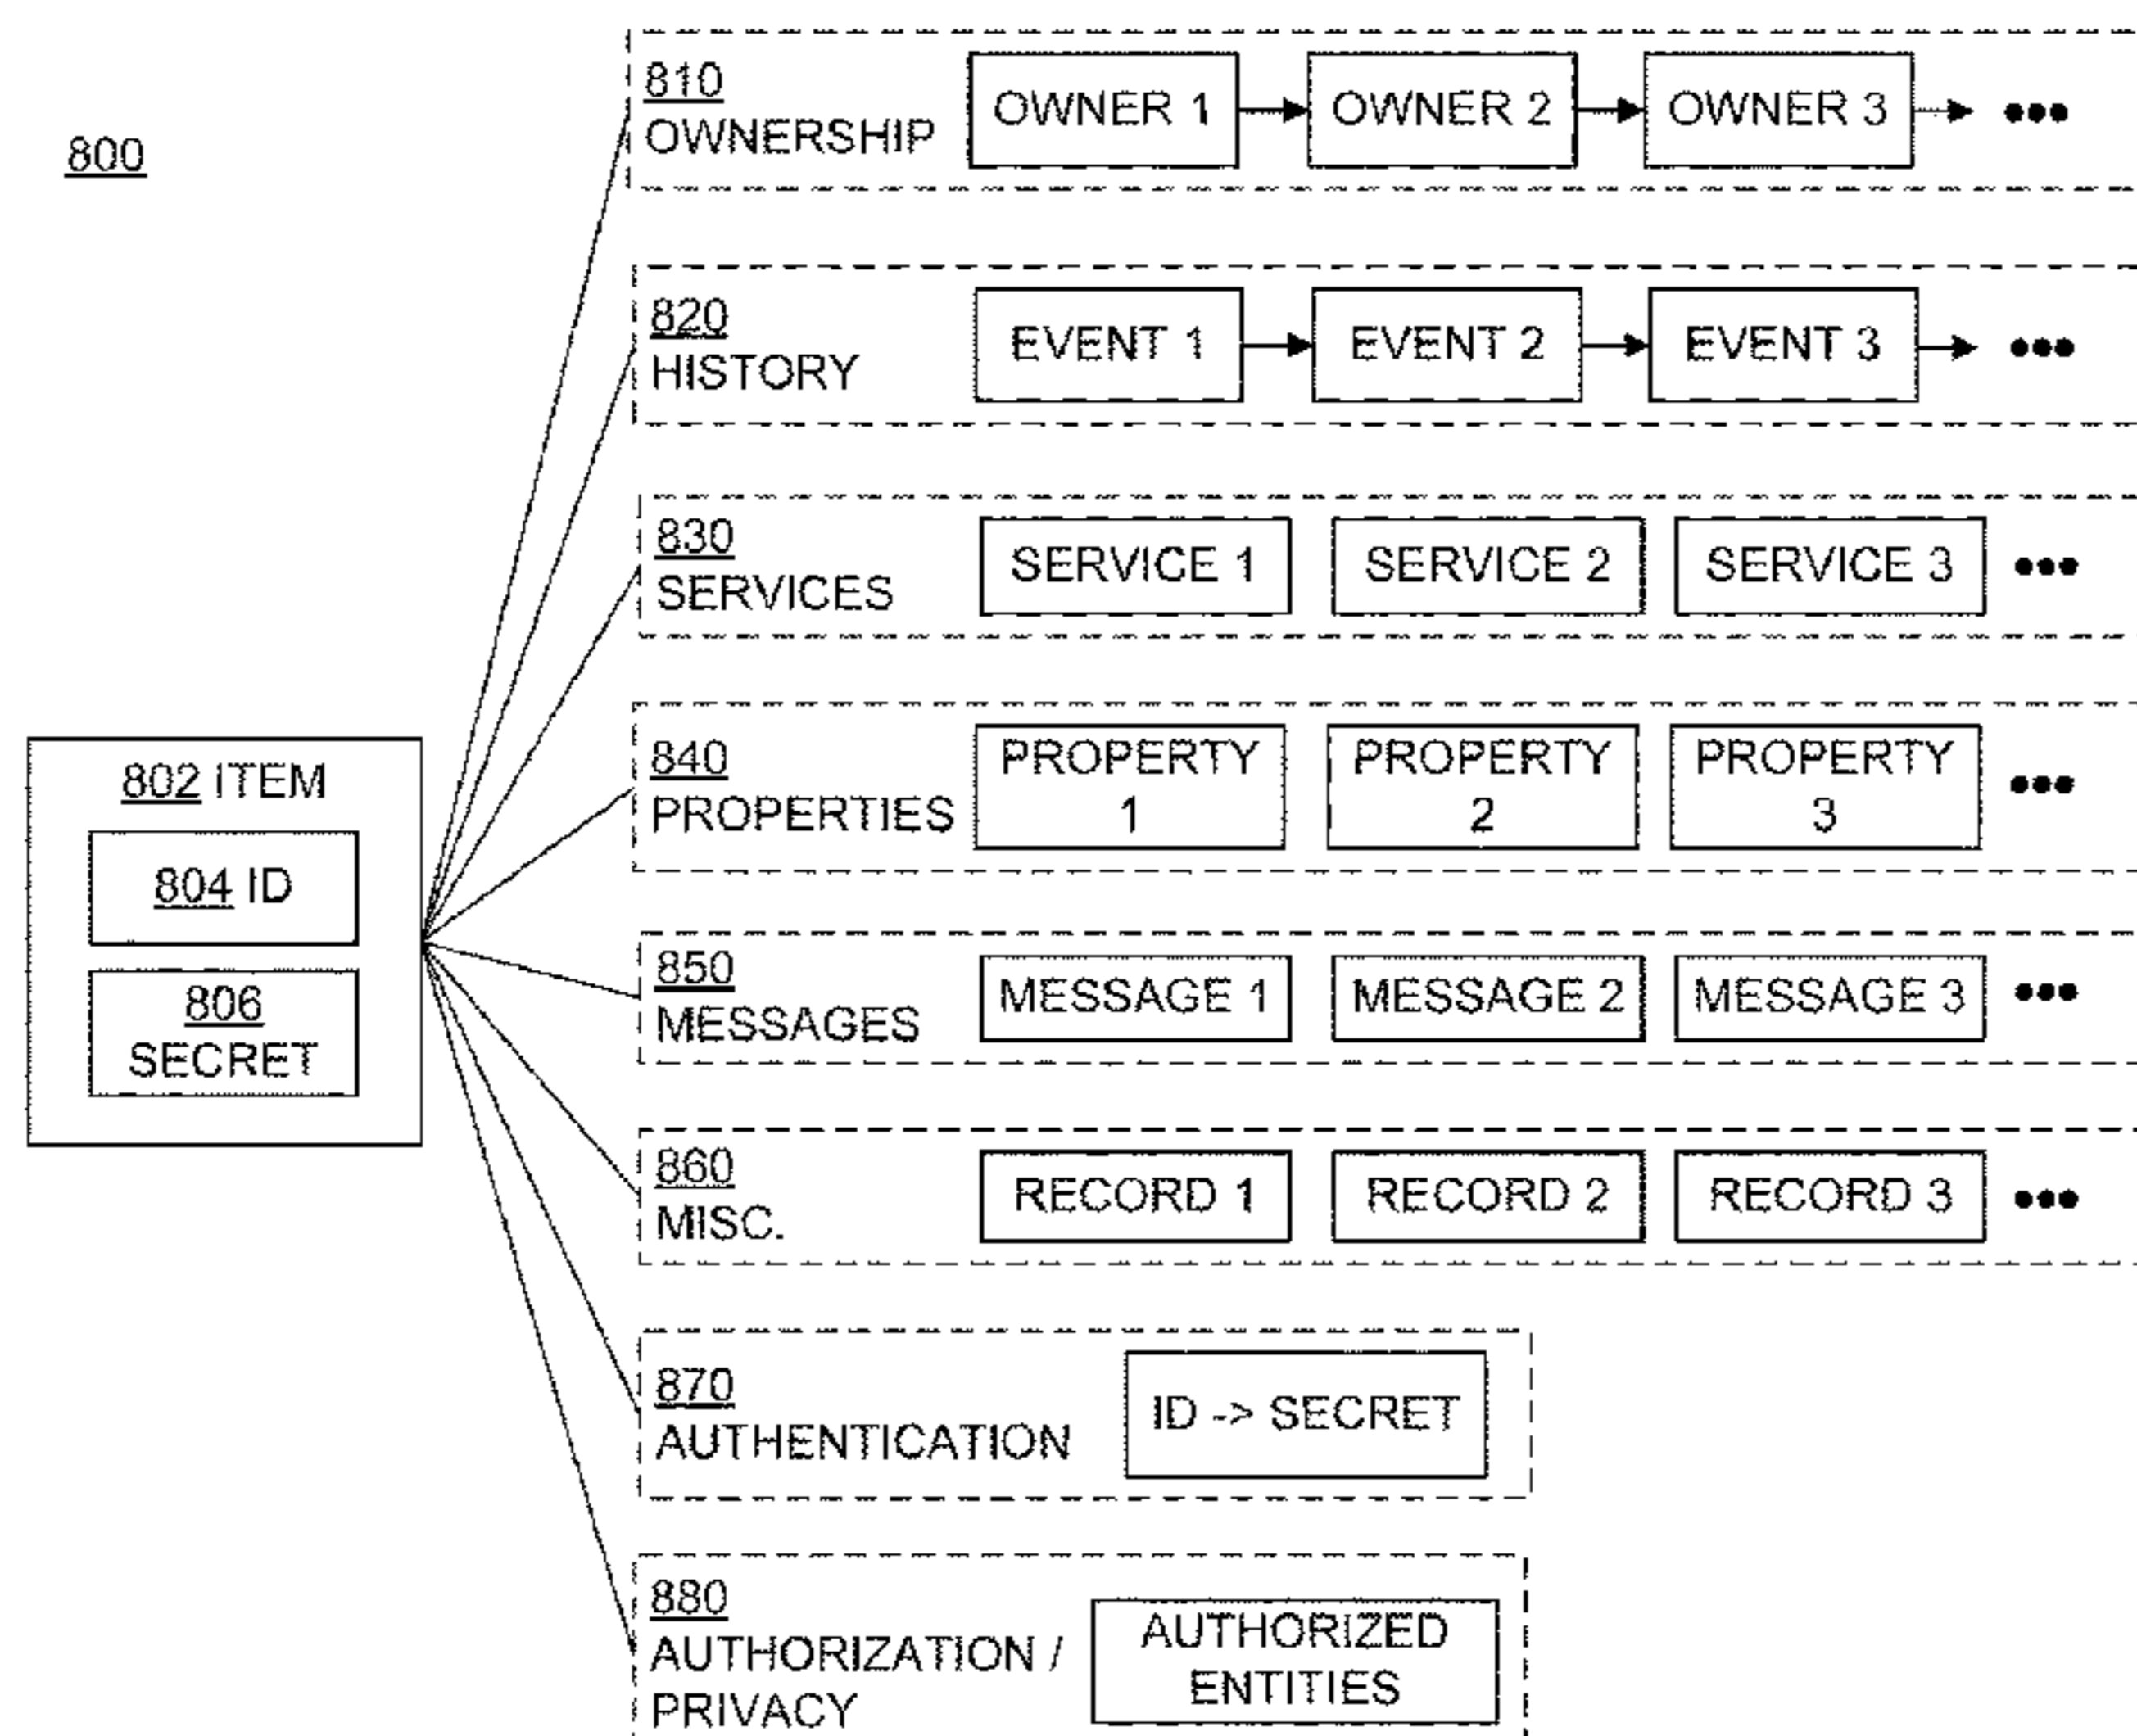 800
810
OWNERSHIP
OWNER 1
OWNER 2
OWNER 3
•••
820
HISTORY
EVENT 1
EVENT 2
EVENT 3
•••
830
SERVICES
SERVICE 1
SERVICE 2
SERVICE 3
•••
802 ITEM
804 ID
806
SECRET
840
PROPERTIES
PROPERTY
1
PROPERTY
2
PROPERTY
3
•••
850
MESSAGES
MESSAGE 1
MESSAGE 2
MESSAGE 3
•••
860
MISC.
RECORD 1
RECORD 2
RECORD 3
•••
870
AUTHENTICATION
ID -> SECRET
880
AUTHORIZATION /
PRIVACY
AUTHORIZED
ENTITIES